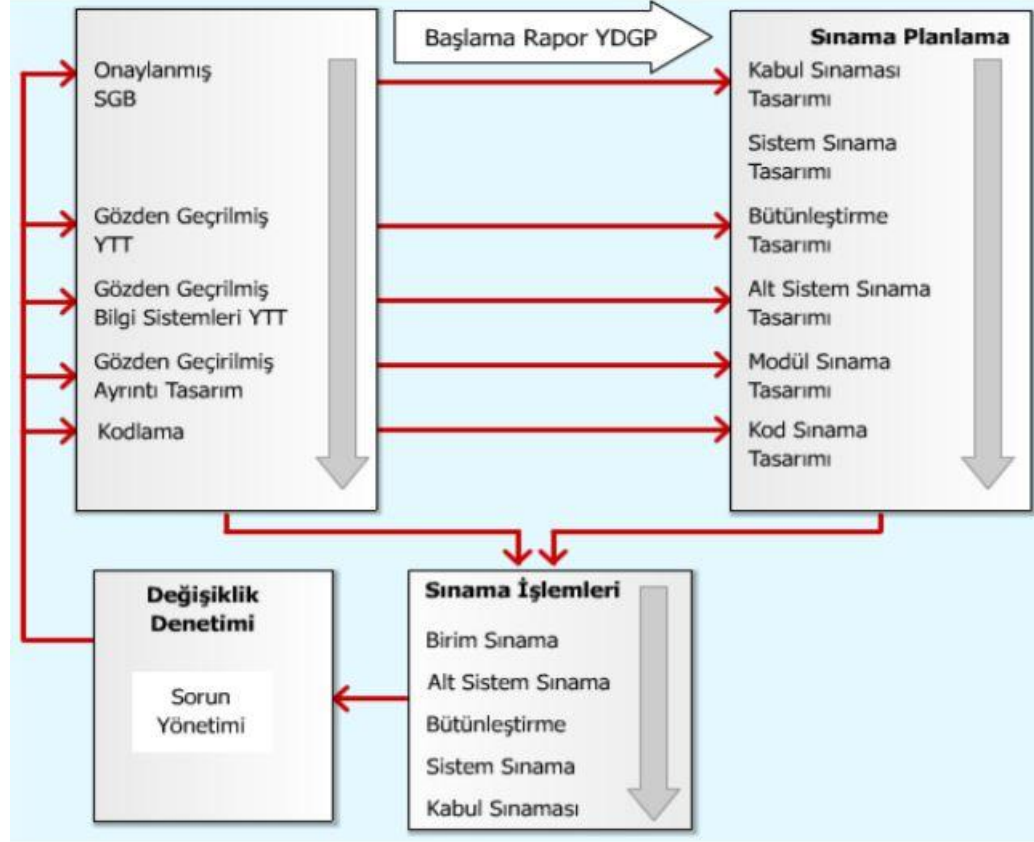 Başlama Rapor YDGP
Onaylanmış
SGB
Gözden Geçrilmiş
YTT
Gözden Geçrilmiş
Bilgi Sistemleri YTT
Gözden Geçirilmiş
Ayrıntı Tasarım
Kodlama
Sınama Planlama
Kabul Sınaması
Tasarımı
Sistem Sınama
Tasarımı
Bütünleştirme
Tasarımı
Alt Sistem Sınama
Tasarımı
Modül Sınama
Tasarımı
Kod Sınama
Tasarımı
Değişiklik
Denetimi
Sorun
Yönetimi
Sınama İşlemleri
Birim Sınama
Alt Sistem Sınama
Bütünleştirme
Sistem Sınama
Kabul Sınaması